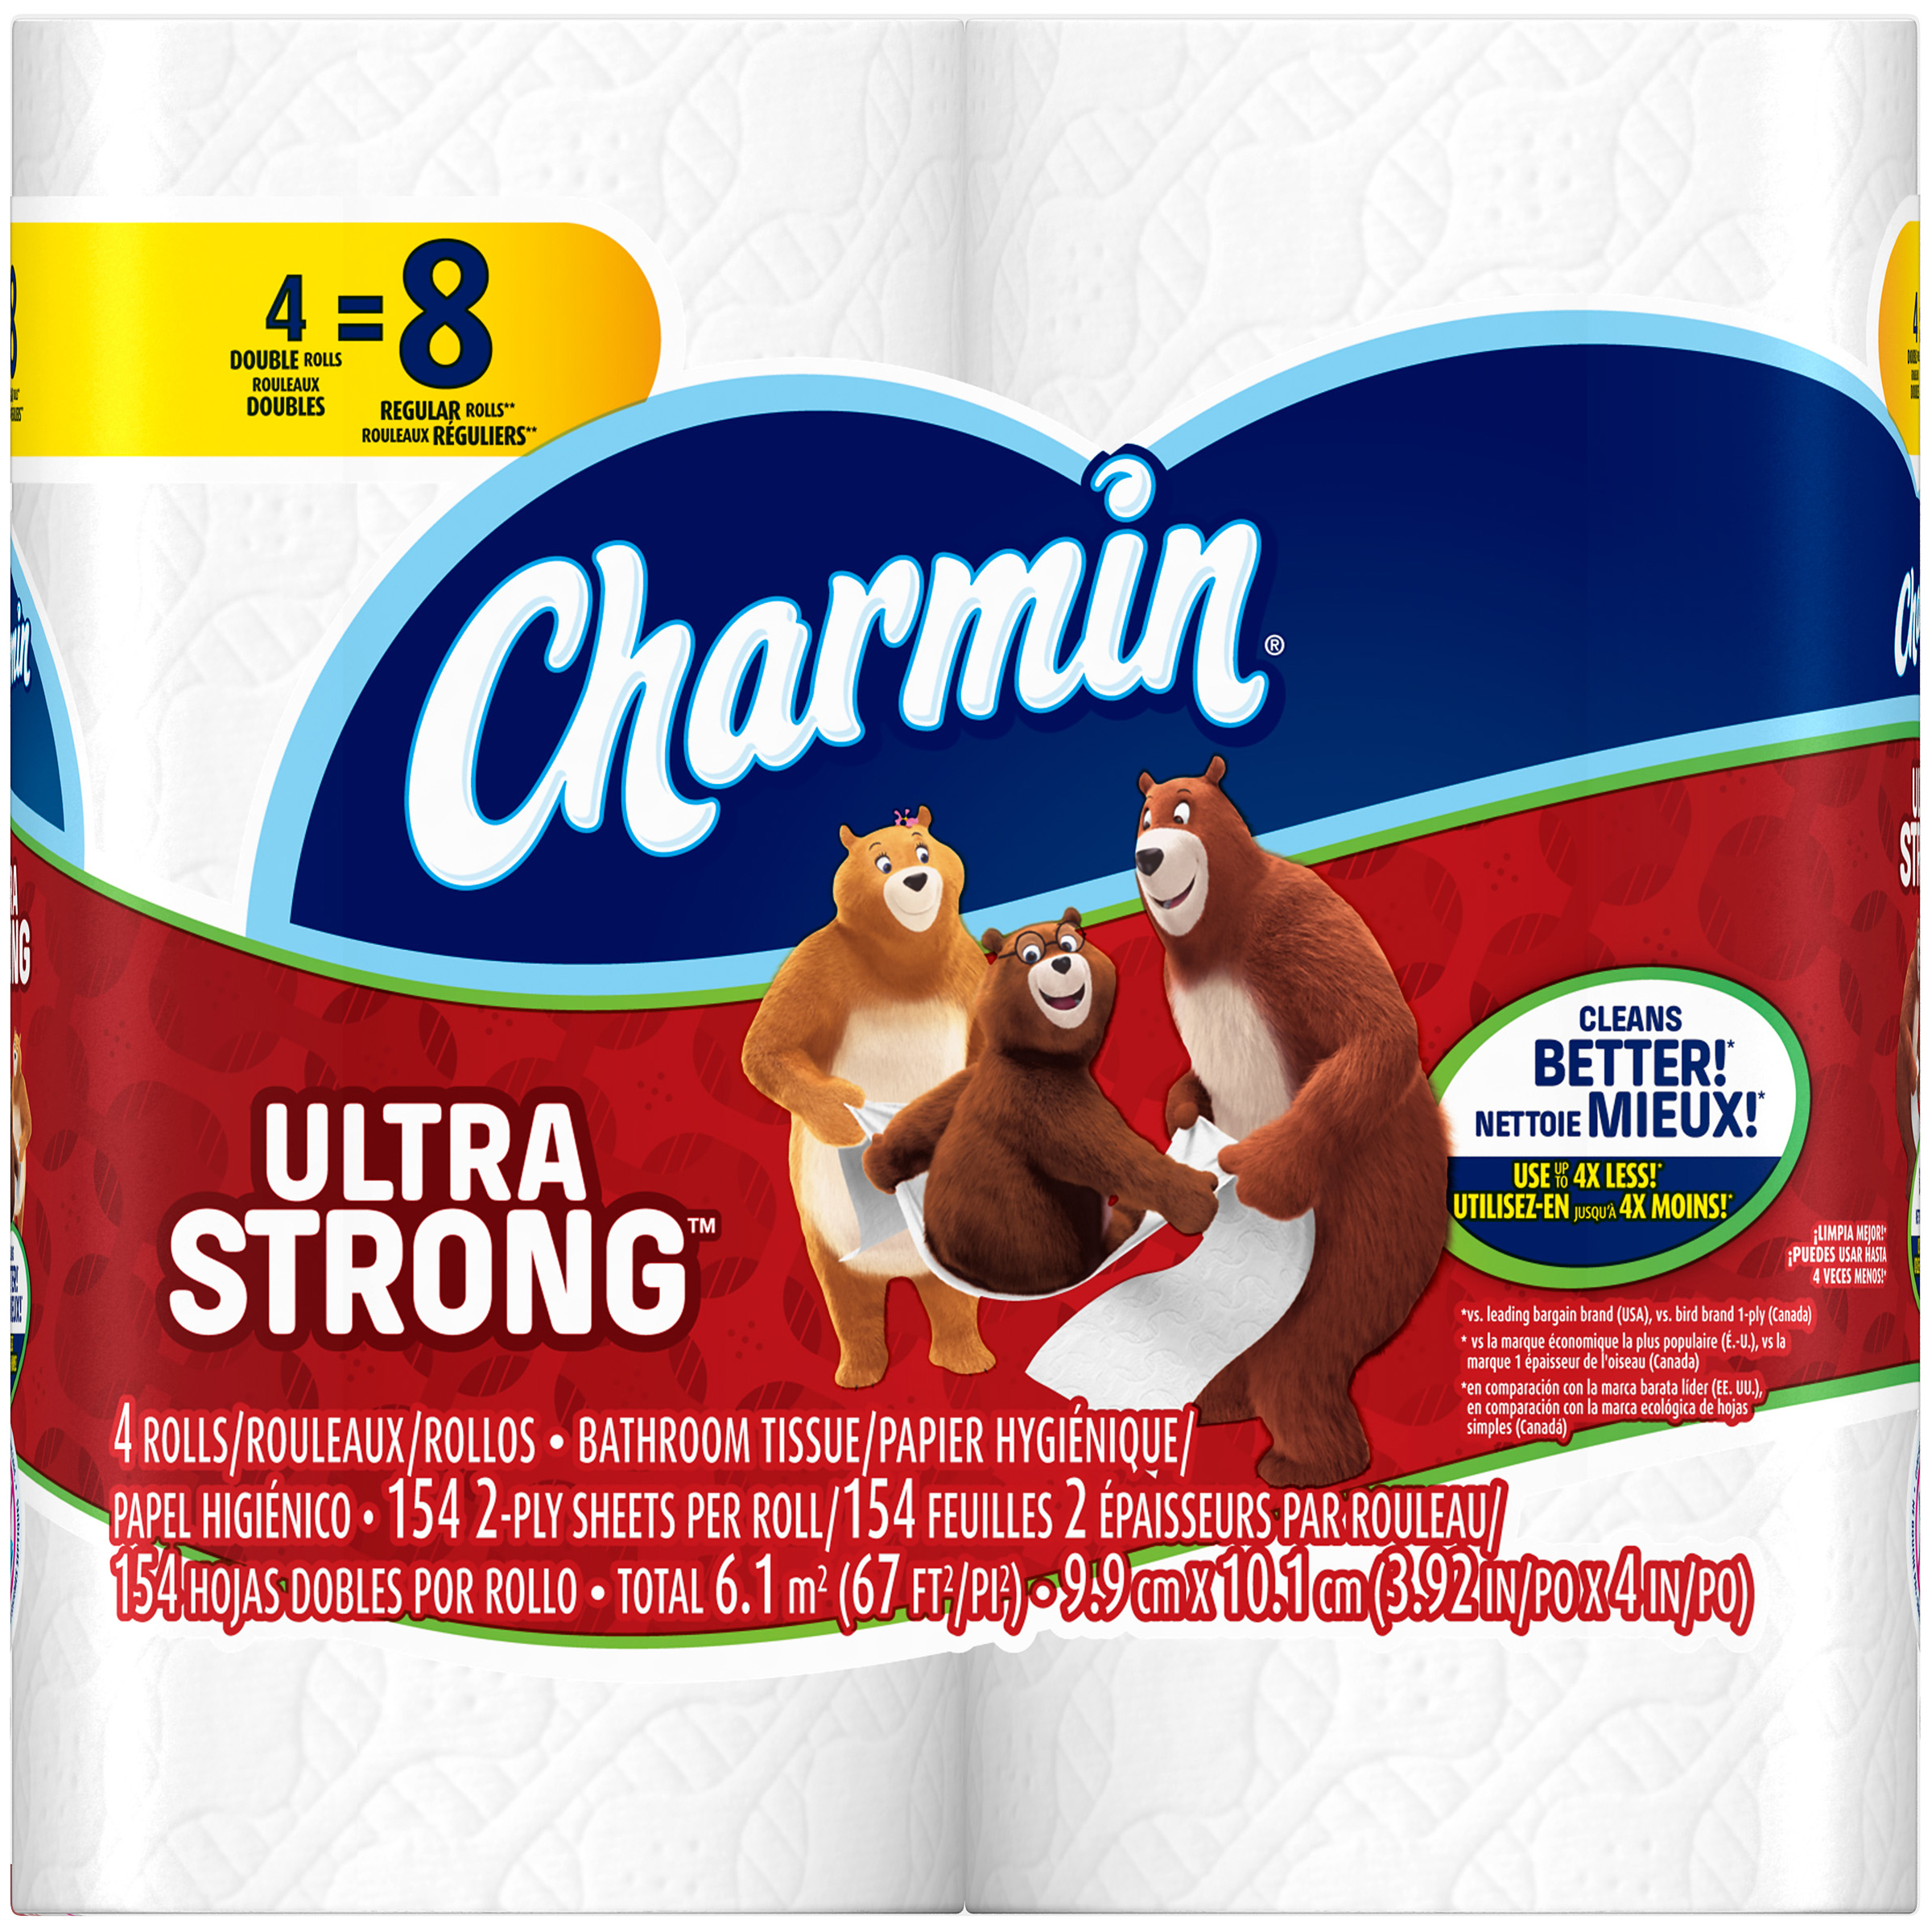 4 = 8
DOUBLE ROLLS
ROULEAUX
DOUBLES
REGULAR ROLLS**
ROULEAUX RÉGULIERS**
Charmin®
ULTRA
STRONG™
CLEANS
BETTER!*
NETTOIE MIEUX!*
USE UP TO 4X LESS!*
UTILISEZ-EN JUSQU'À 4X MOINS!*
¡LIMPIA MEJOR!*
¡PUEDES USAR HASTA
4 VECES MENOS!*
*vs. leading bargain brand (USA), vs. bird brand 1-ply (Canada)
* vs la marque économique la plus populaire (É.-U.), vs la
marque 1 épaisseur de l'oiseau (Canada)
*en comparación con la marca barata líder (EE. UU.),
en comparación con la marca ecológica de hojas
simples (Canadá)
4 ROLLS/ROULEAUX/ROLLOS • BATHROOM TISSUE/PAPIER HYGIÉNIQUE/
PAPEL HIGIÉNICO • 154 2-PLY SHEETS PER ROLL/154 FEUILLES 2 ÉPAISSEURS PAR ROULEAU/
154 HOJAS DOBLES POR ROLLO • TOTAL 6.1 m² (67 FT²/PI²) • 9.9 cm X 10.1 cm (3.92 IN/PO X 4 IN/PO)